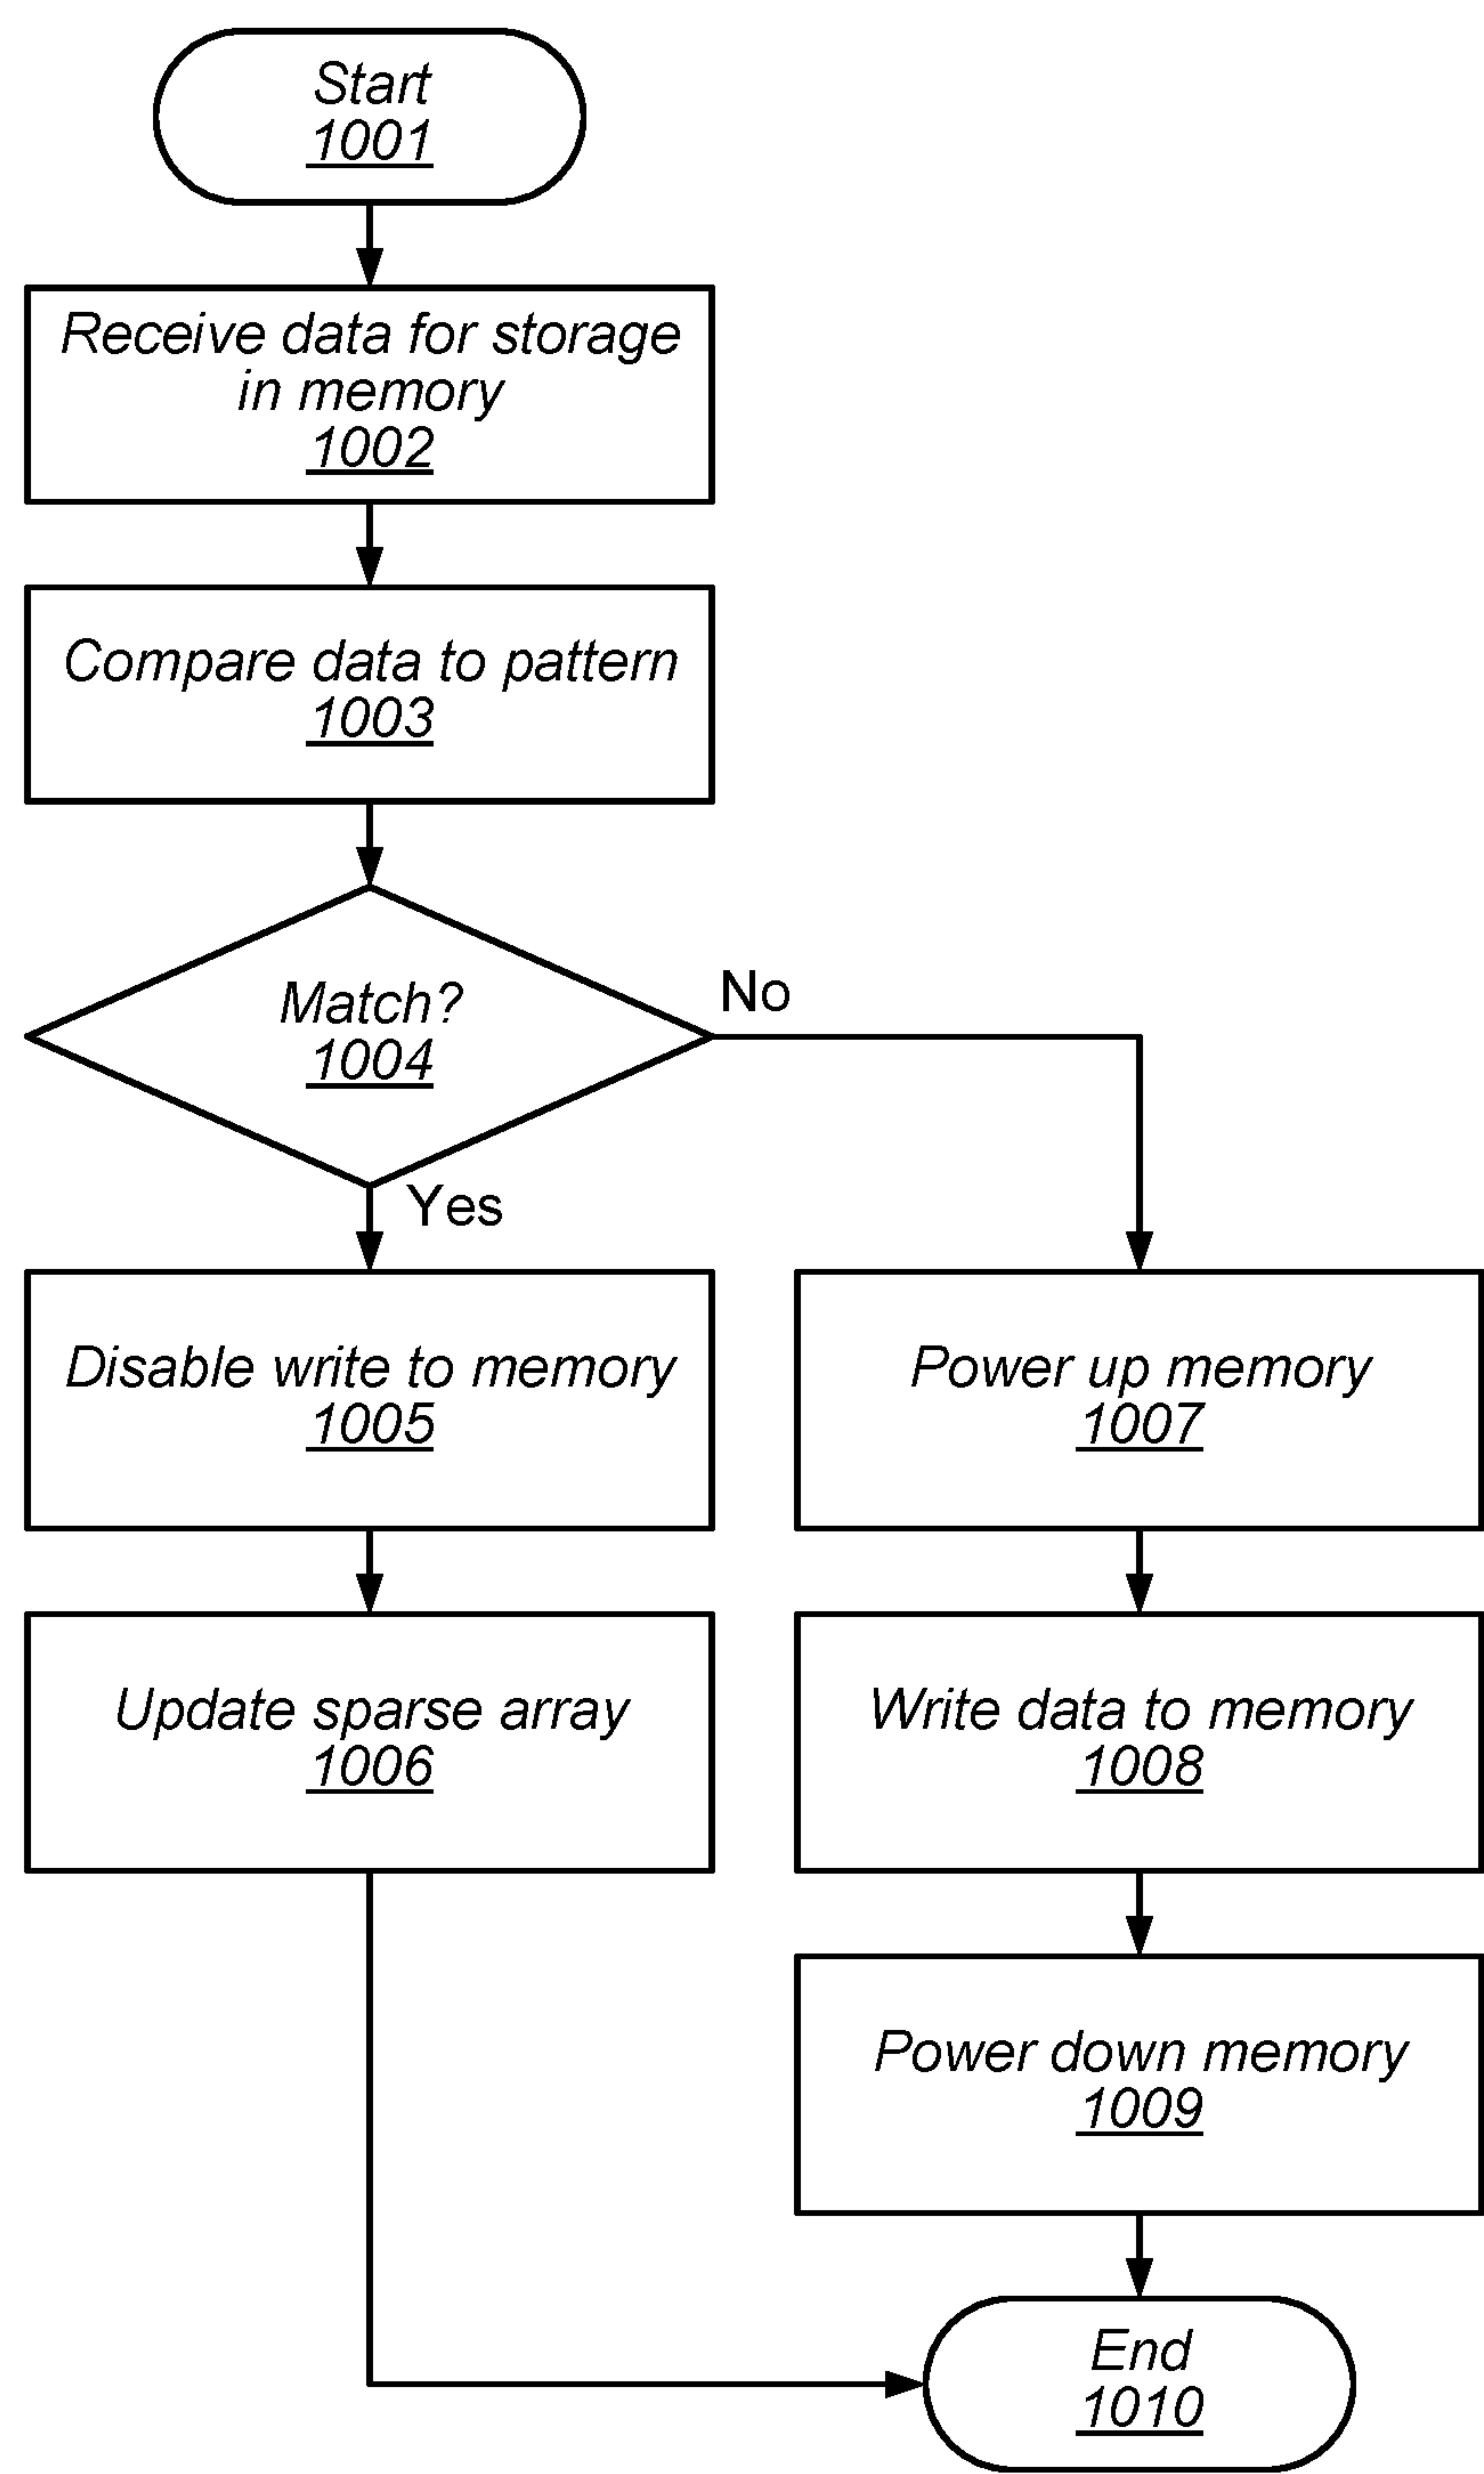 Start
1001
Receive data for storage
in memory
1002
Compare data to pattern
1003
Match?
1004
No
Yes
Disable write to memory
1005
Power up memory
1007
Update sparse array
1006
Write data to memory
1008
Power down memory
1009
End
1010